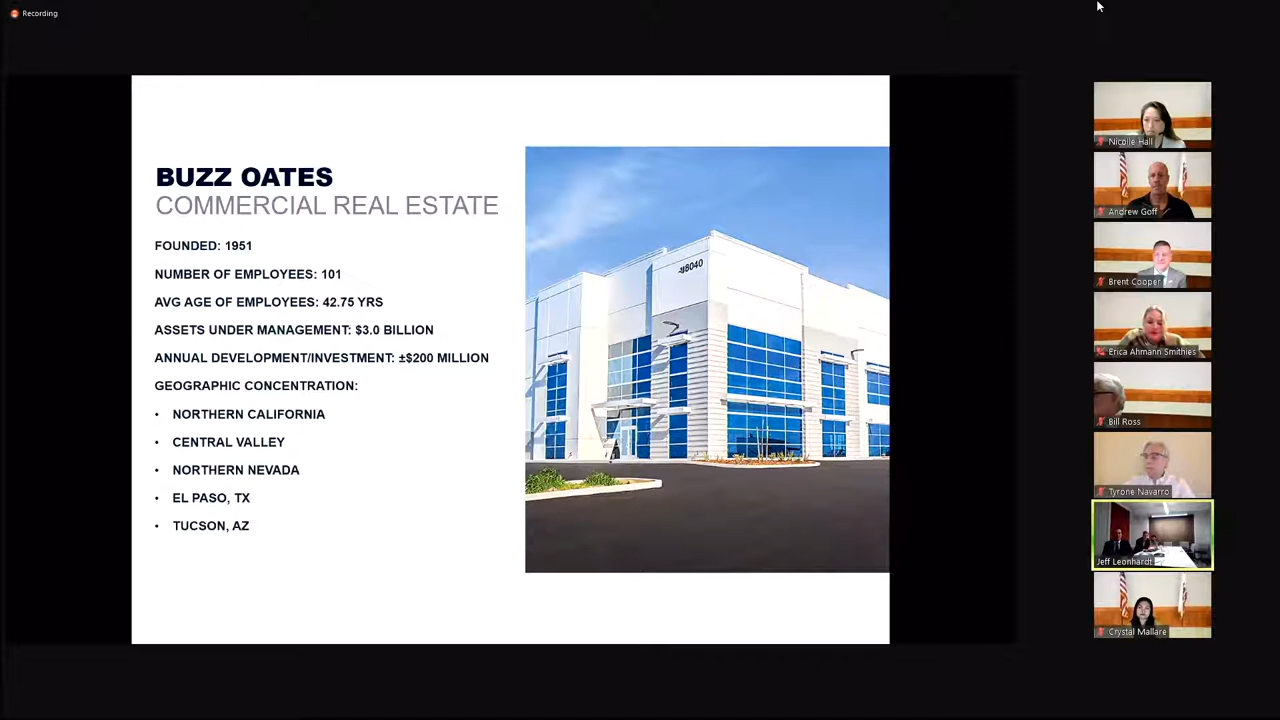 Recording
BUZZ OATES
COMMERCIAL REAL ESTATE
FOUNDED: 1951
NUMBER OF EMPLOYEES: 101
AVG AGE OF EMPLOYEES: 42.75 YRS
ASSETS UNDER MANAGEMENT: $3.0 BILLION
ANNUAL DEVELOPMENT/INVESTMENT: ±$200 MILLION
GEOGRAPHIC CONCENTRATION:
• NORTHERN CALIFORNIA
• CENTRAL VALLEY
• NORTHERN NEVADA
• EL PASO, TX
• TUCSON, AZ
Nicolle Hall
Andrew Goff
Brent Cooper
Erica Ahmann Smithies
Bill Ross
Tyrone Navarro
Jeff Leonhardt
Crystal Mallare